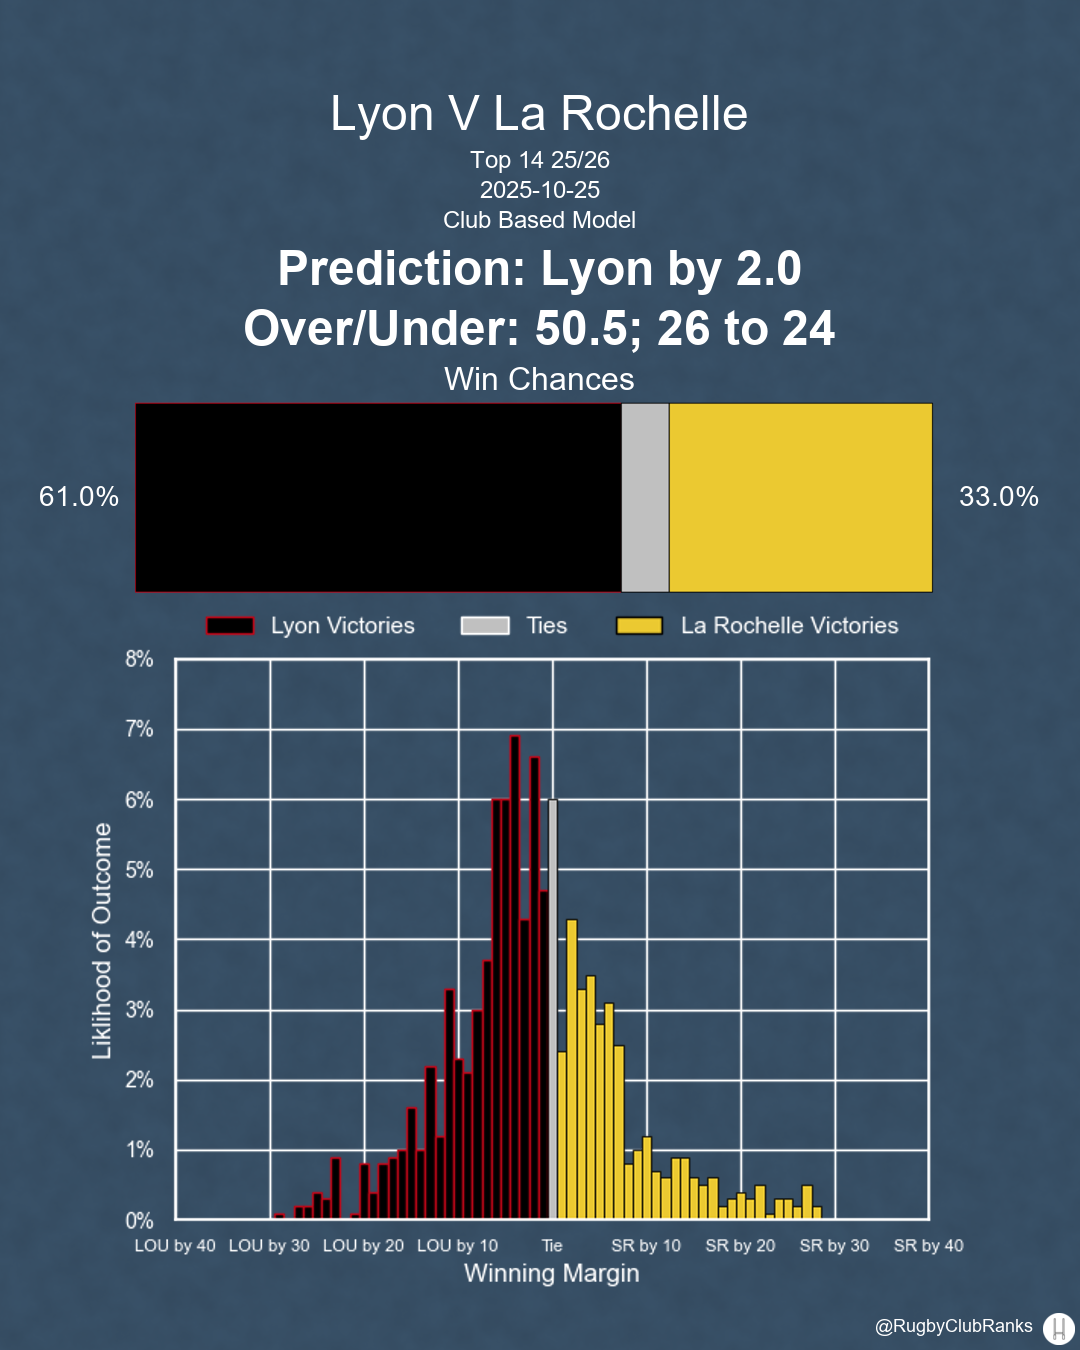 Lyon V La Rochelle
Top 14 25/26
2025-10-25
Club Based Model
Prediction: Lyon by 2.0
Over/Under: 50.5; 26 to 24
Win Chances
61.0%
33.0%
Lyon Victories
Ties
La Rochelle Victories
8%
7%
6%
5%
4%
3%
2%
1%
0%
Liklihood of Outcome
LOU by 40 LOU by 30 LOU by 20 LOU by 10 Tie SR by 10 SR by 20 SR by 30 SR by 40
Winning Margin
@RugbyClubRanks